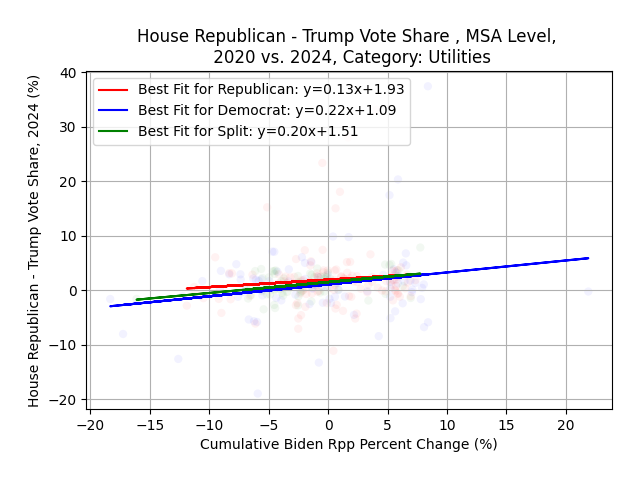 House Republican - Trump Vote Share , MSA Level,
2020 vs. 2024, Category: Utilities
Best Fit for Republican: y=0.13x+1.93
Best Fit for Democrat: y=0.22x+1.09
Best Fit for Split: y=0.20x+1.51
House Republican - Trump Vote Share, 2024 (%)
40
30
20
10
0
−10
−20
−20 −15 −10 −5 0 5 10 15 20
Cumulative Biden Rpp Percent Change (%)